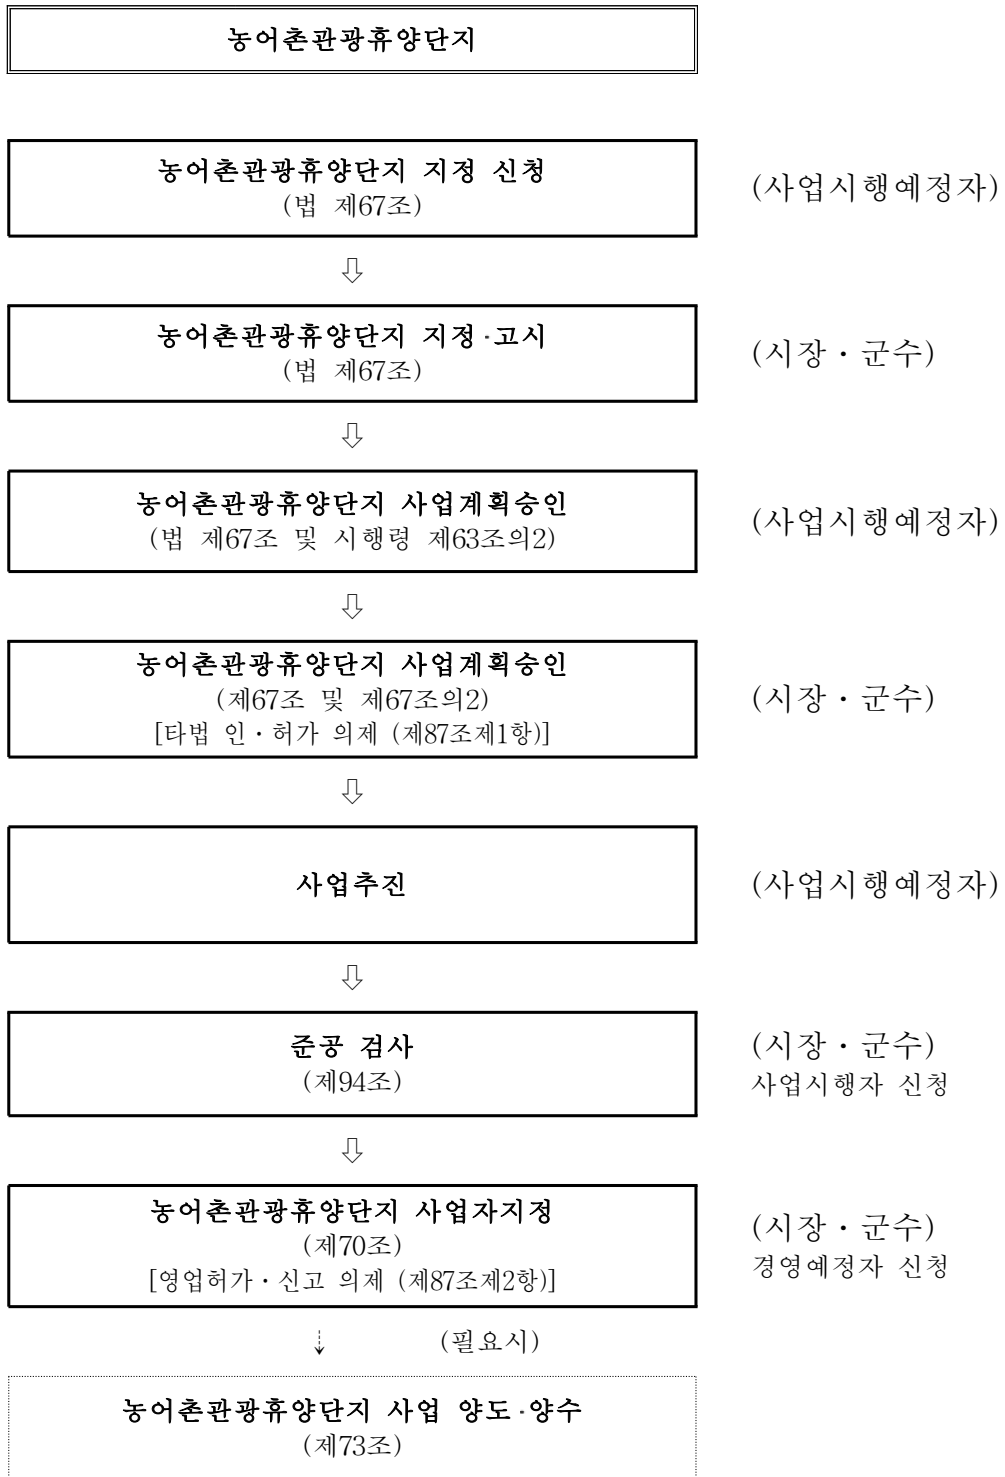 농어촌관광휴양단지
농어촌관광휴양단지 지정 신청
(법 제67조)
(사업시행예정자)
⇩
농어촌관광휴양단지 지정·고시
(법 제67조)
(시장・군수)
⇩
농어촌관광휴양단지 사업계획승인
(법 제67조 및 시행령 제63조의2)
(사업시행예정자)
⇩
농어촌관광휴양단지 사업계획승인
(제67조 및 제67조의2)
[타법 인・허가 의제 (제87조제1항)]
(시장・군수)
⇩
사업추진
(사업시행예정자)
⇩
준공 검사
(제94조)
(시장・군수)
사업시행자 신청
⇩
농어촌관광휴양단지 사업자지정
(제70조)
[영업허가・신고 의제 (제87조제2항)]
(시장・군수)
경영예정자 신청
⇣ (필요시)
농어촌관광휴양단지 사업 양도·양수
(제73조)